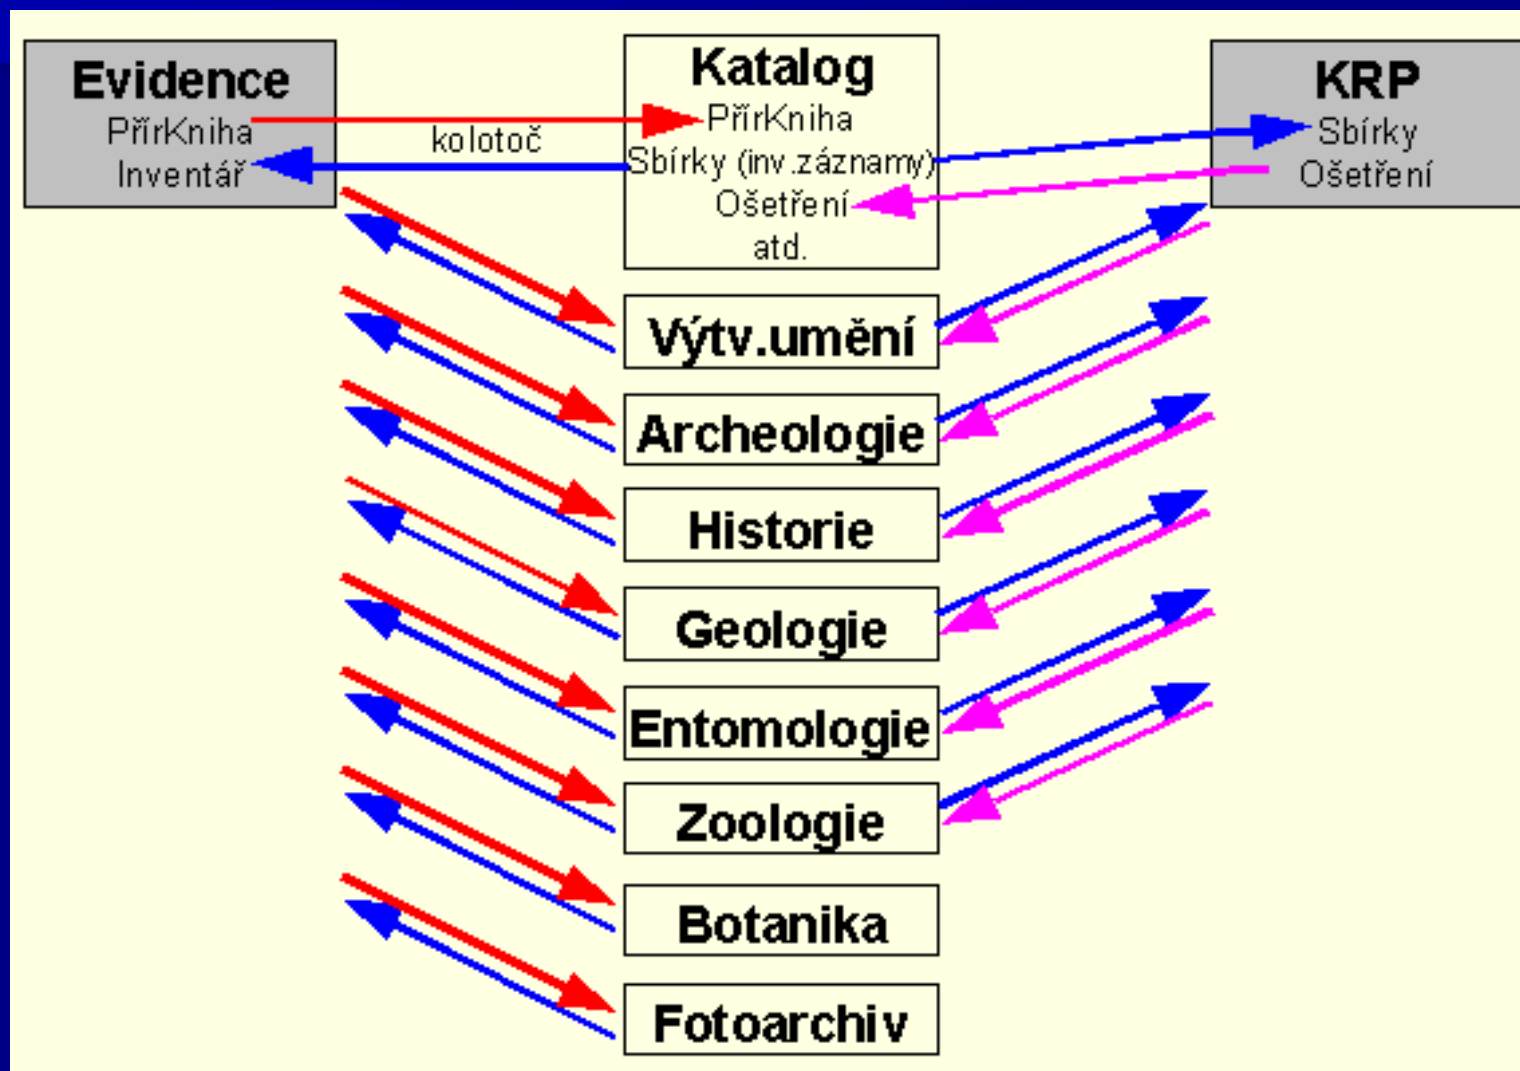 Evidence
PřírKniha
Inventář
kolotoč
Katalog
PřírKniha
Sbírky (inv.záznamy)
Ošetření
atd.
KRP
Sbírky
Ošetření
Výtv.umění
Archeologie
Historie
Geologie
Entomologie
Zoologie
Botanika
Fotoarchiv